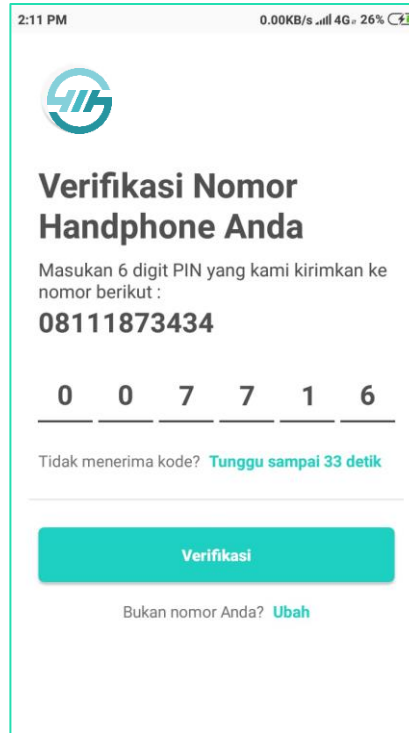 2:11 PM 0.00KB/s 4G 26%
Verifikasi Nomor
Handphone Anda
Masukan 6 digit PIN yang kami kirimkan ke
nomor berikut :
08111873434
0 0 7 7 1 6
Tidak menerima kode? Tunggu sampai 33 detik
Verifikasi
Bukan nomor Anda? Ubah